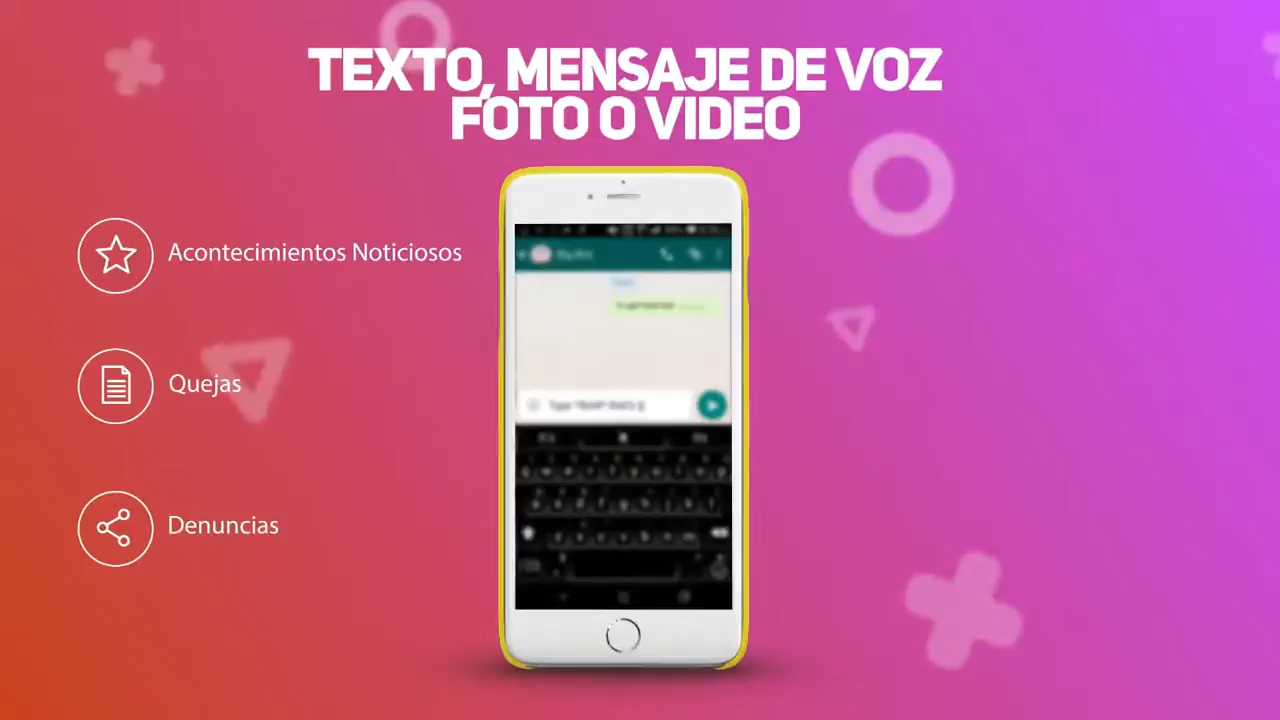 TEXTO, MENSAJE DE VOZ
FOTO O VIDEO
Acontecimientos Noticiosos
Quejas
Denuncias